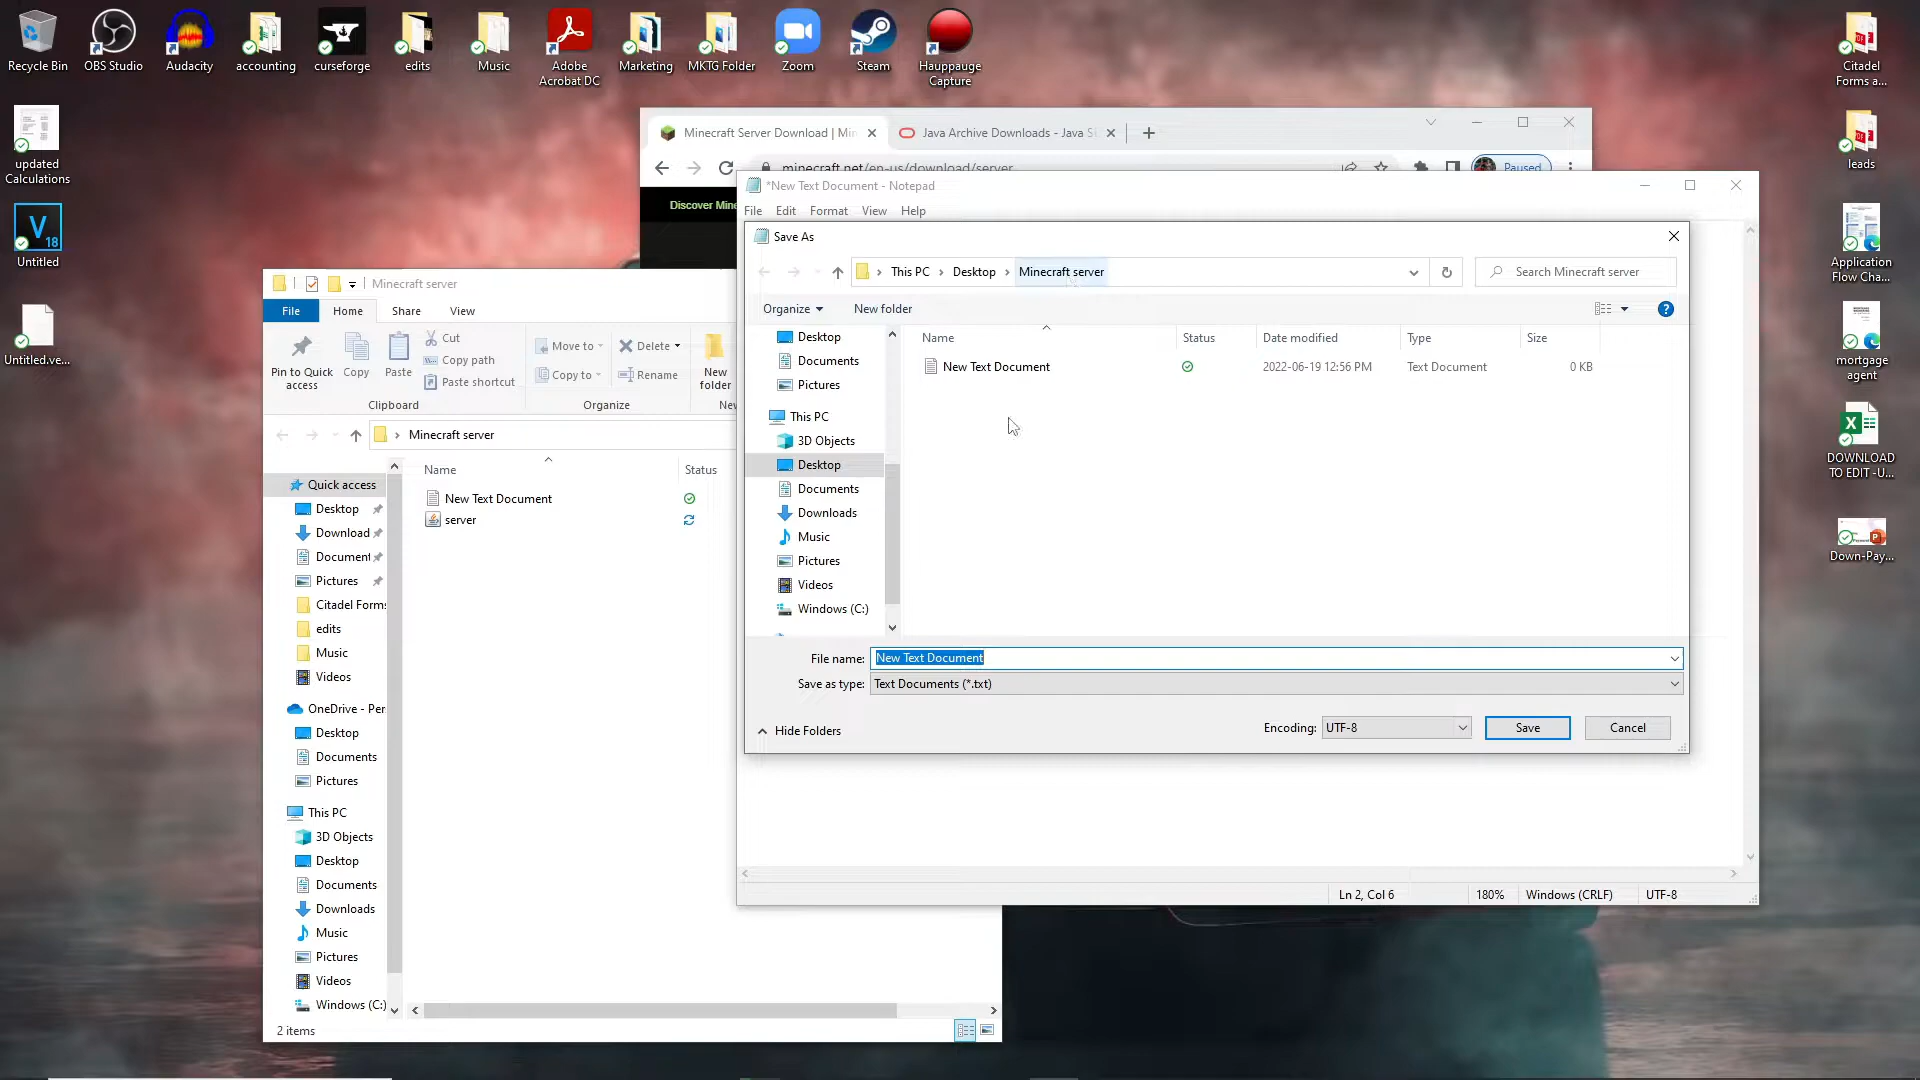 Recycle Bin
OBS Studio
Audacity
accounting
curseforge
edits
Music
Adobe
Acrobat DC
Marketing
MKTG Folder
Zoom
Steam
Hauppauge
Capture
Citadel
Forms a...
updated
Calculations
leads
V
18
Untitled
Application
Flow Cha...
Untitled.ve...
mortgage
agent
DOWNLOAD
TO EDIT -U...
Down-Pay...
Minecraft Server Download | Min
Java Archive Downloads - Java S
minecraft.net/en-us/download/server
Paused
Discover Mine
*New Text Document - Notepad
File Edit Format View Help
Save As
This PC › Desktop › Minecraft server
Search Minecraft server
Organize
New folder
Desktop
Documents
Pictures
This PC
3D Objects
Desktop
Documents
Downloads
Music
Pictures
Videos
Windows (C:)
Name Status Date modified Type Size
New Text Document 2022-06-19 12:56 PM Text Document 0 KB
File name: New Text Document
Save as type: Text Documents (*.txt)
Hide Folders
Encoding: UTF-8
Save
Cancel
Ln 2, Col 6 180% Windows (CRLF) UTF-8
Minecraft server
File Home Share View
Pin to Quick
access
Copy
Paste
Cut
Copy path
Paste shortcut
Clipboard
Move to
Copy to
Delete
Rename
Organize
New
folder
New
› Minecraft server
Name Status
New Text Document
server
Quick access
Desktop
Download
Document
Pictures
Citadel Forms
edits
Music
Videos
OneDrive - Per
Desktop
Documents
Pictures
This PC
3D Objects
Desktop
Documents
Downloads
Music
Pictures
Videos
Windows (C:)
2 items